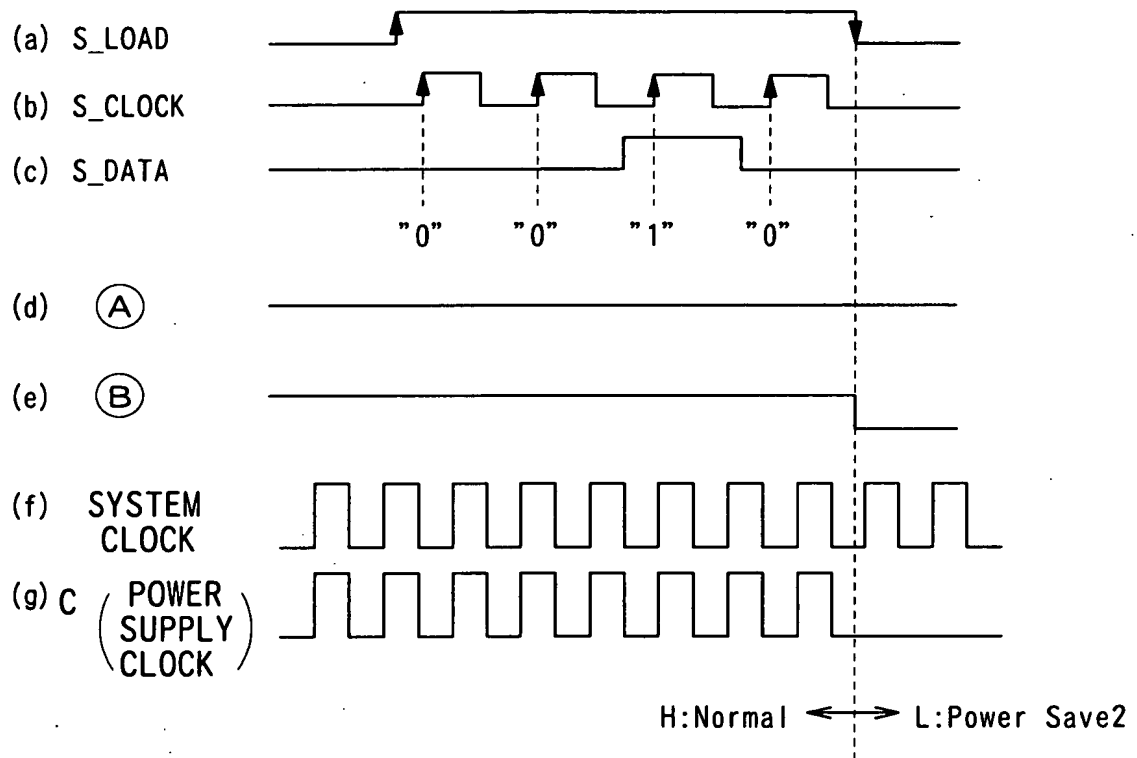 (a) S_LOAD
(b) S_CLOCK
(c) S_DATA
"0" "0" "1" "0"
(d) A
(e) B
(f) SYSTEM
CLOCK
(g) C ( POWER
SUPPLY
CLOCK )
H:Normal ⟷ L:Power Save2